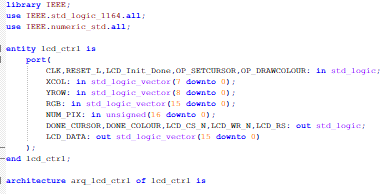 library IEEE;
use IEEE.std_logic_1164.all;
use IEEE.numeric_std.all;
entity lcd_ctrl is
port(
CLK,RESET_L,LCD_Init_Done,OP_SETCURSOR,OP_DRAWCOLOUR: in std_logic;
XCOL: in std_logic_vector(7 downto 0);
YROW: in std_logic_vector(8 downto 0);
RGB: in std_logic_vector(15 downto 0);
NUM_PIX: in unsigned(16 downto 0);
DONE_CURSOR,DONE_COLOUR,LCD_CS_N,LCD_WR_N,LCD_RS: out std_logic;
LCD_DATA: out std_logic_vector(15 downto 0)
);
end lcd_ctrl;
architecture arq_lcd_ctrl of lcd_ctrl is